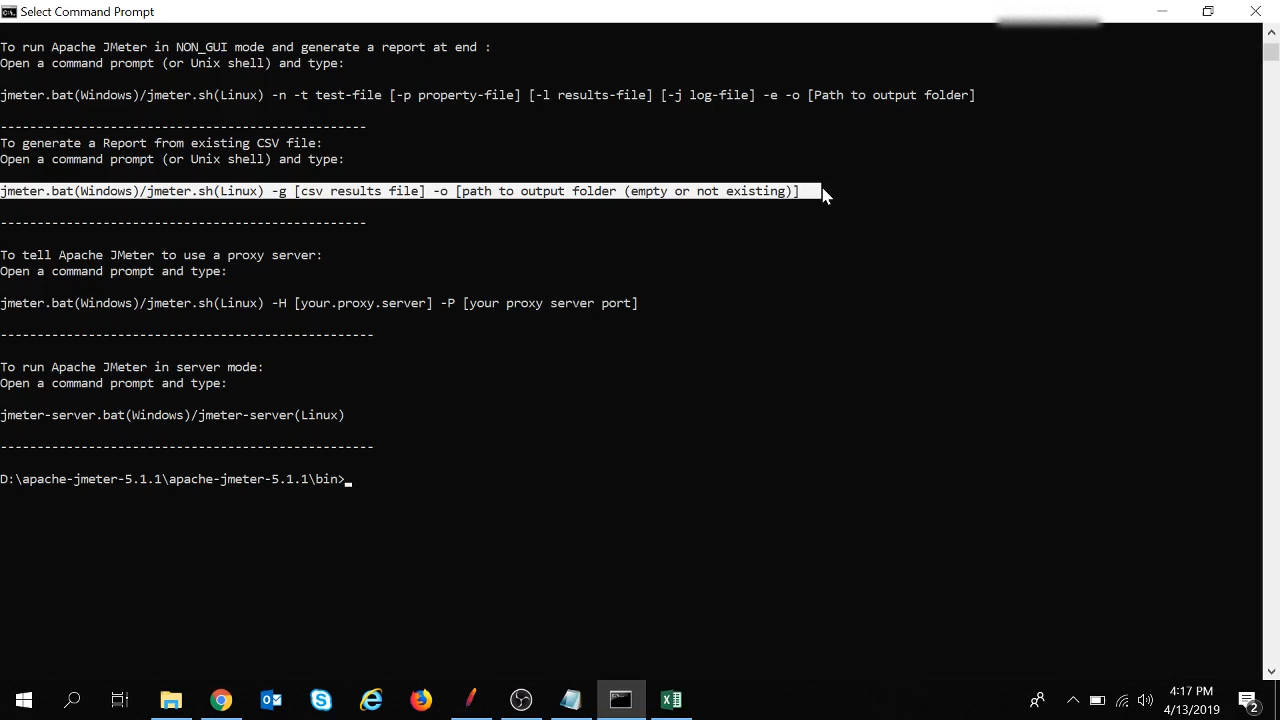 Select Command Prompt
To run Apache JMeter in NON_GUI mode and generate a report at end :
Open a command prompt (or Unix shell) and type:
jmeter.bat(Windows)/jmeter.sh(Linux) -n -t test-file [-p property-file] [-l results-file] [-j log-file] -e -o [Path to output folder]
--------------------------------------------------
To generate a Report from existing CSV file:
Open a command prompt (or Unix shell) and type:
jmeter.bat(Windows)/jmeter.sh(Linux) -g [csv results file] -o [path to output folder (empty or not existing)]
--------------------------------------------------
To tell Apache JMeter to use a proxy server:
Open a command prompt and type:
jmeter.bat(Windows)/jmeter.sh(Linux) -H [your.proxy.server] -P [your proxy server port]
---------------------------------------------------
To run Apache JMeter in server mode:
Open a command prompt and type:
jmeter-server.bat(Windows)/jmeter-server(Linux)
---------------------------------------------------
D:\apache-jmeter-5.1.1\apache-jmeter-5.1.1\bin>
4:17 PM
4/13/2019
2